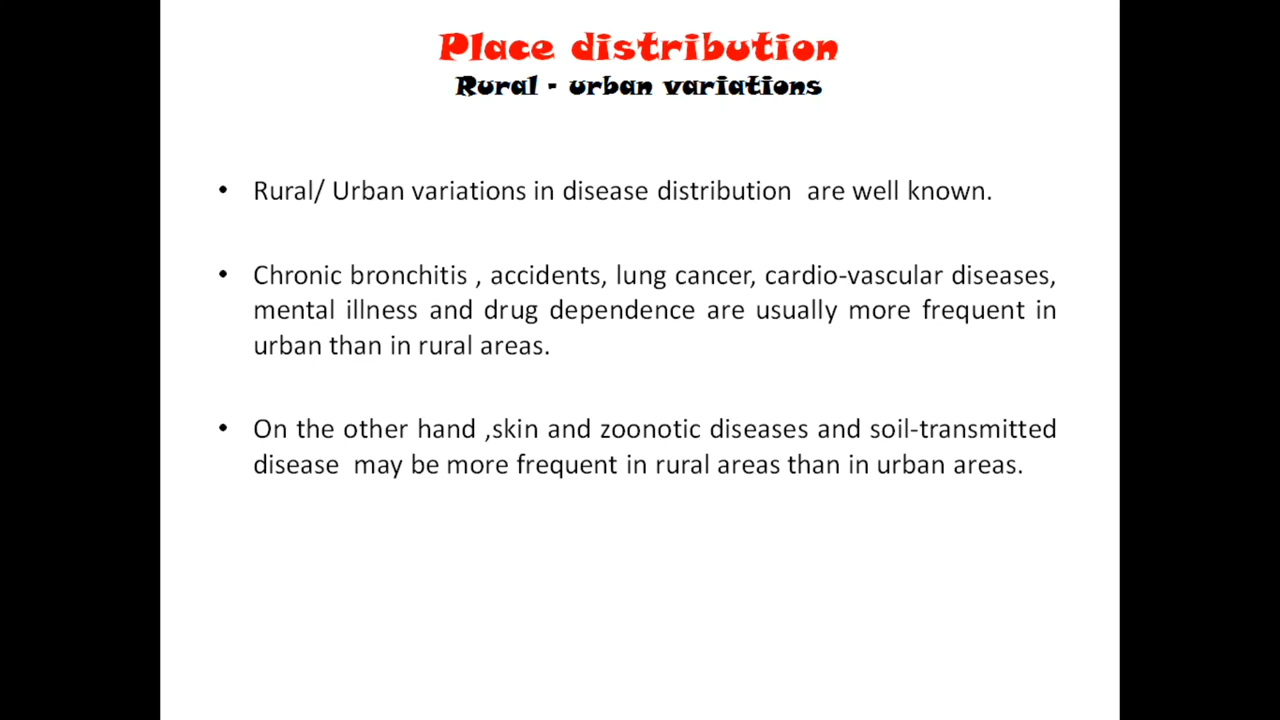 Place distribution
Rural - urban variations
• Rural/ Urban variations in disease distribution  are well known.
• Chronic bronchitis , accidents, lung cancer, cardio-vascular diseases,
mental illness and drug dependence are usually more frequent in
urban than in rural areas.
• On the other hand ,skin and zoonotic diseases and soil-transmitted
disease  may be more frequent in rural areas than in urban areas.